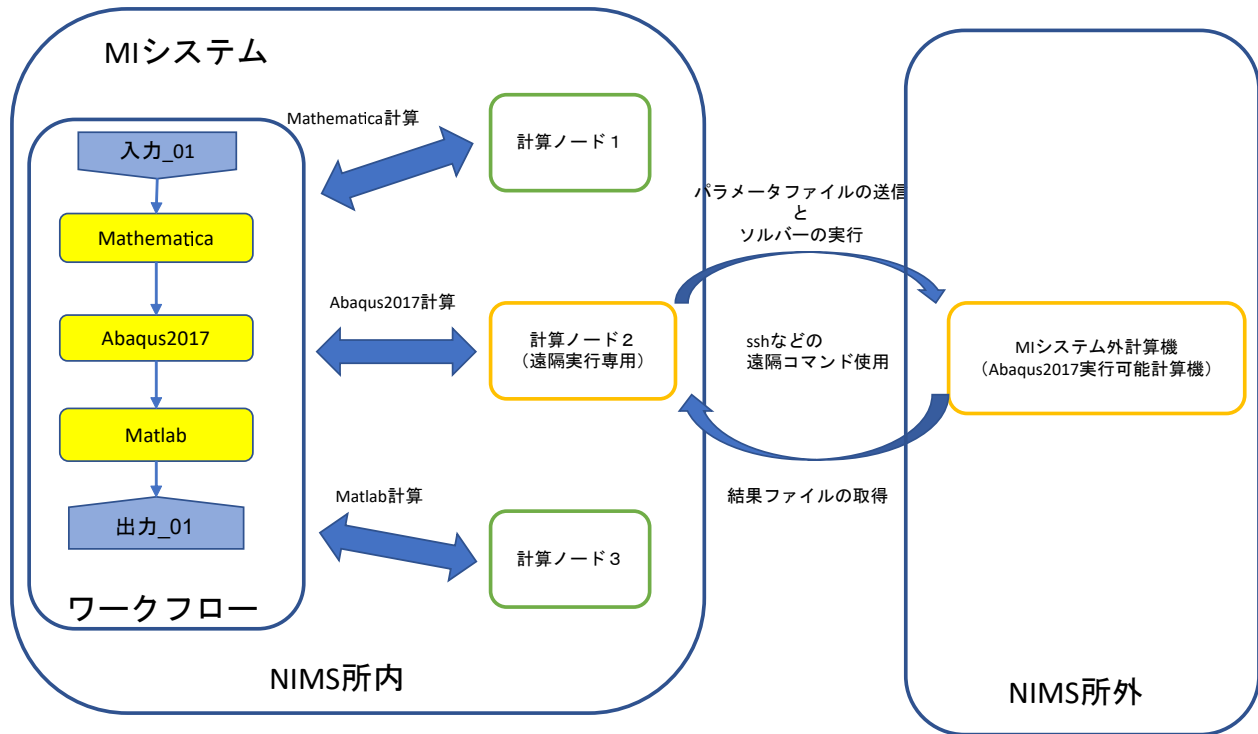 MIシステム
入力_01
Mathematica
Abaqus2017
Matlab
出力_01
ワークフロー
Mathematica計算
計算ノード１
Abaqus2017計算
計算ノード２
（遠隔実行専用）
Matlab計算
計算ノード３
NIMS所内
パラメータファイルの送信
と
ソルバーの実行
sshなどの
遠隔コマンド使用
結果ファイルの取得
MIシステム外計算機
（Abaqus2017実行可能計算機）
NIMS所外